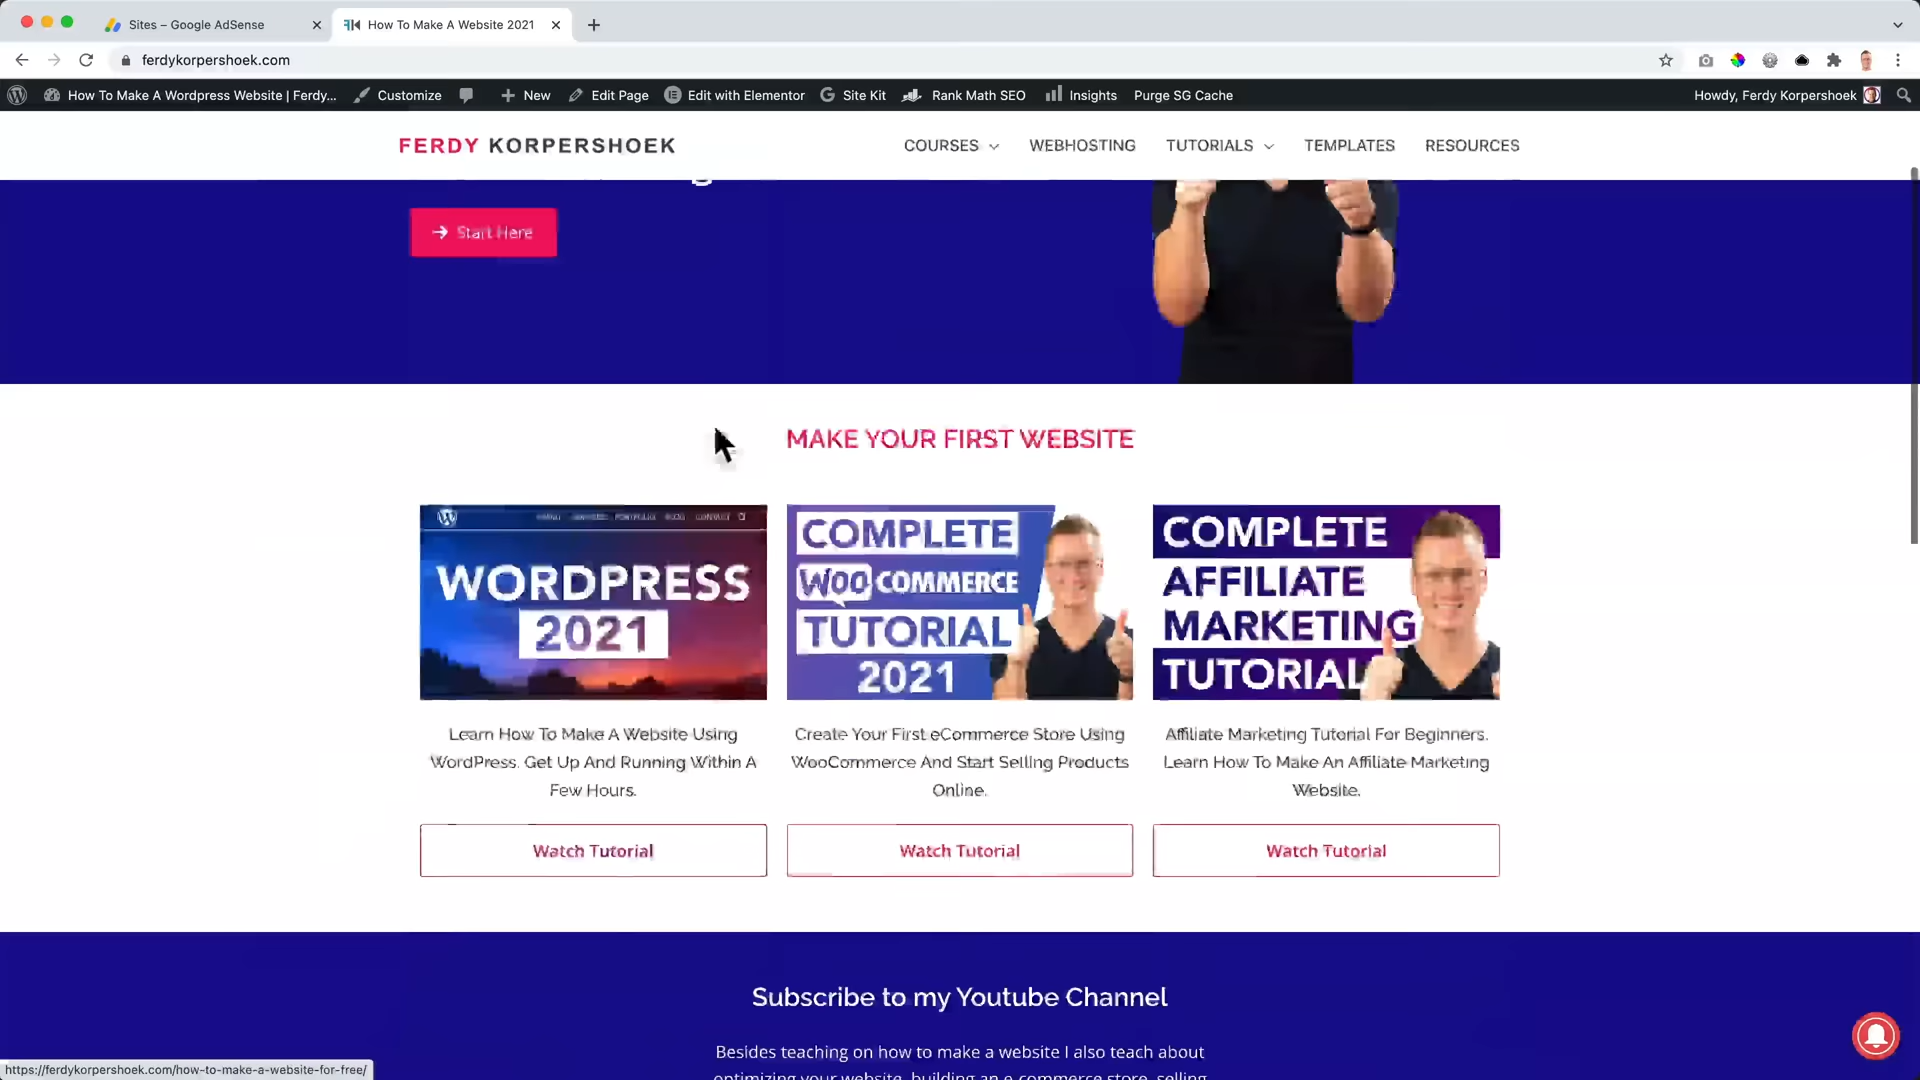 Sites – Google AdSense
How To Make A Website 2021
ferdykorpershoek.com
How To Make A Wordpress Website | Ferdy...
Customize
New
Edit Page
Edit with Elementor
Site Kit
Rank Math SEO
Insights
Purge SG Cache
Howdy, Ferdy Korpershoek
FERDY KORPERSHOEK
COURSES
WEBHOSTING
TUTORIALS
TEMPLATES
RESOURCES
Start Here
MAKE YOUR FIRST WEBSITE
WORDPRESS
2021
Learn How To Make A Website Using
WordPress. Get Up And Running Within A
Few Hours.
Watch Tutorial
COMPLETE
WOO COMMERCE
TUTORIAL
2021
Create Your First eCommerce Store Using
WooCommerce And Start Selling Products
Online.
Watch Tutorial
COMPLETE
AFFILIATE
MARKETING
TUTORIAL
Affiliate Marketing Tutorial For Beginners.
Learn How To Make An Affiliate Marketing
Website.
Watch Tutorial
Subscribe to my Youtube Channel
Besides teaching on how to make a website I also teach about
optimizing your website, building an e-commerce store, selling
https://ferdykorpershoek.com/how-to-make-a-website-for-free/